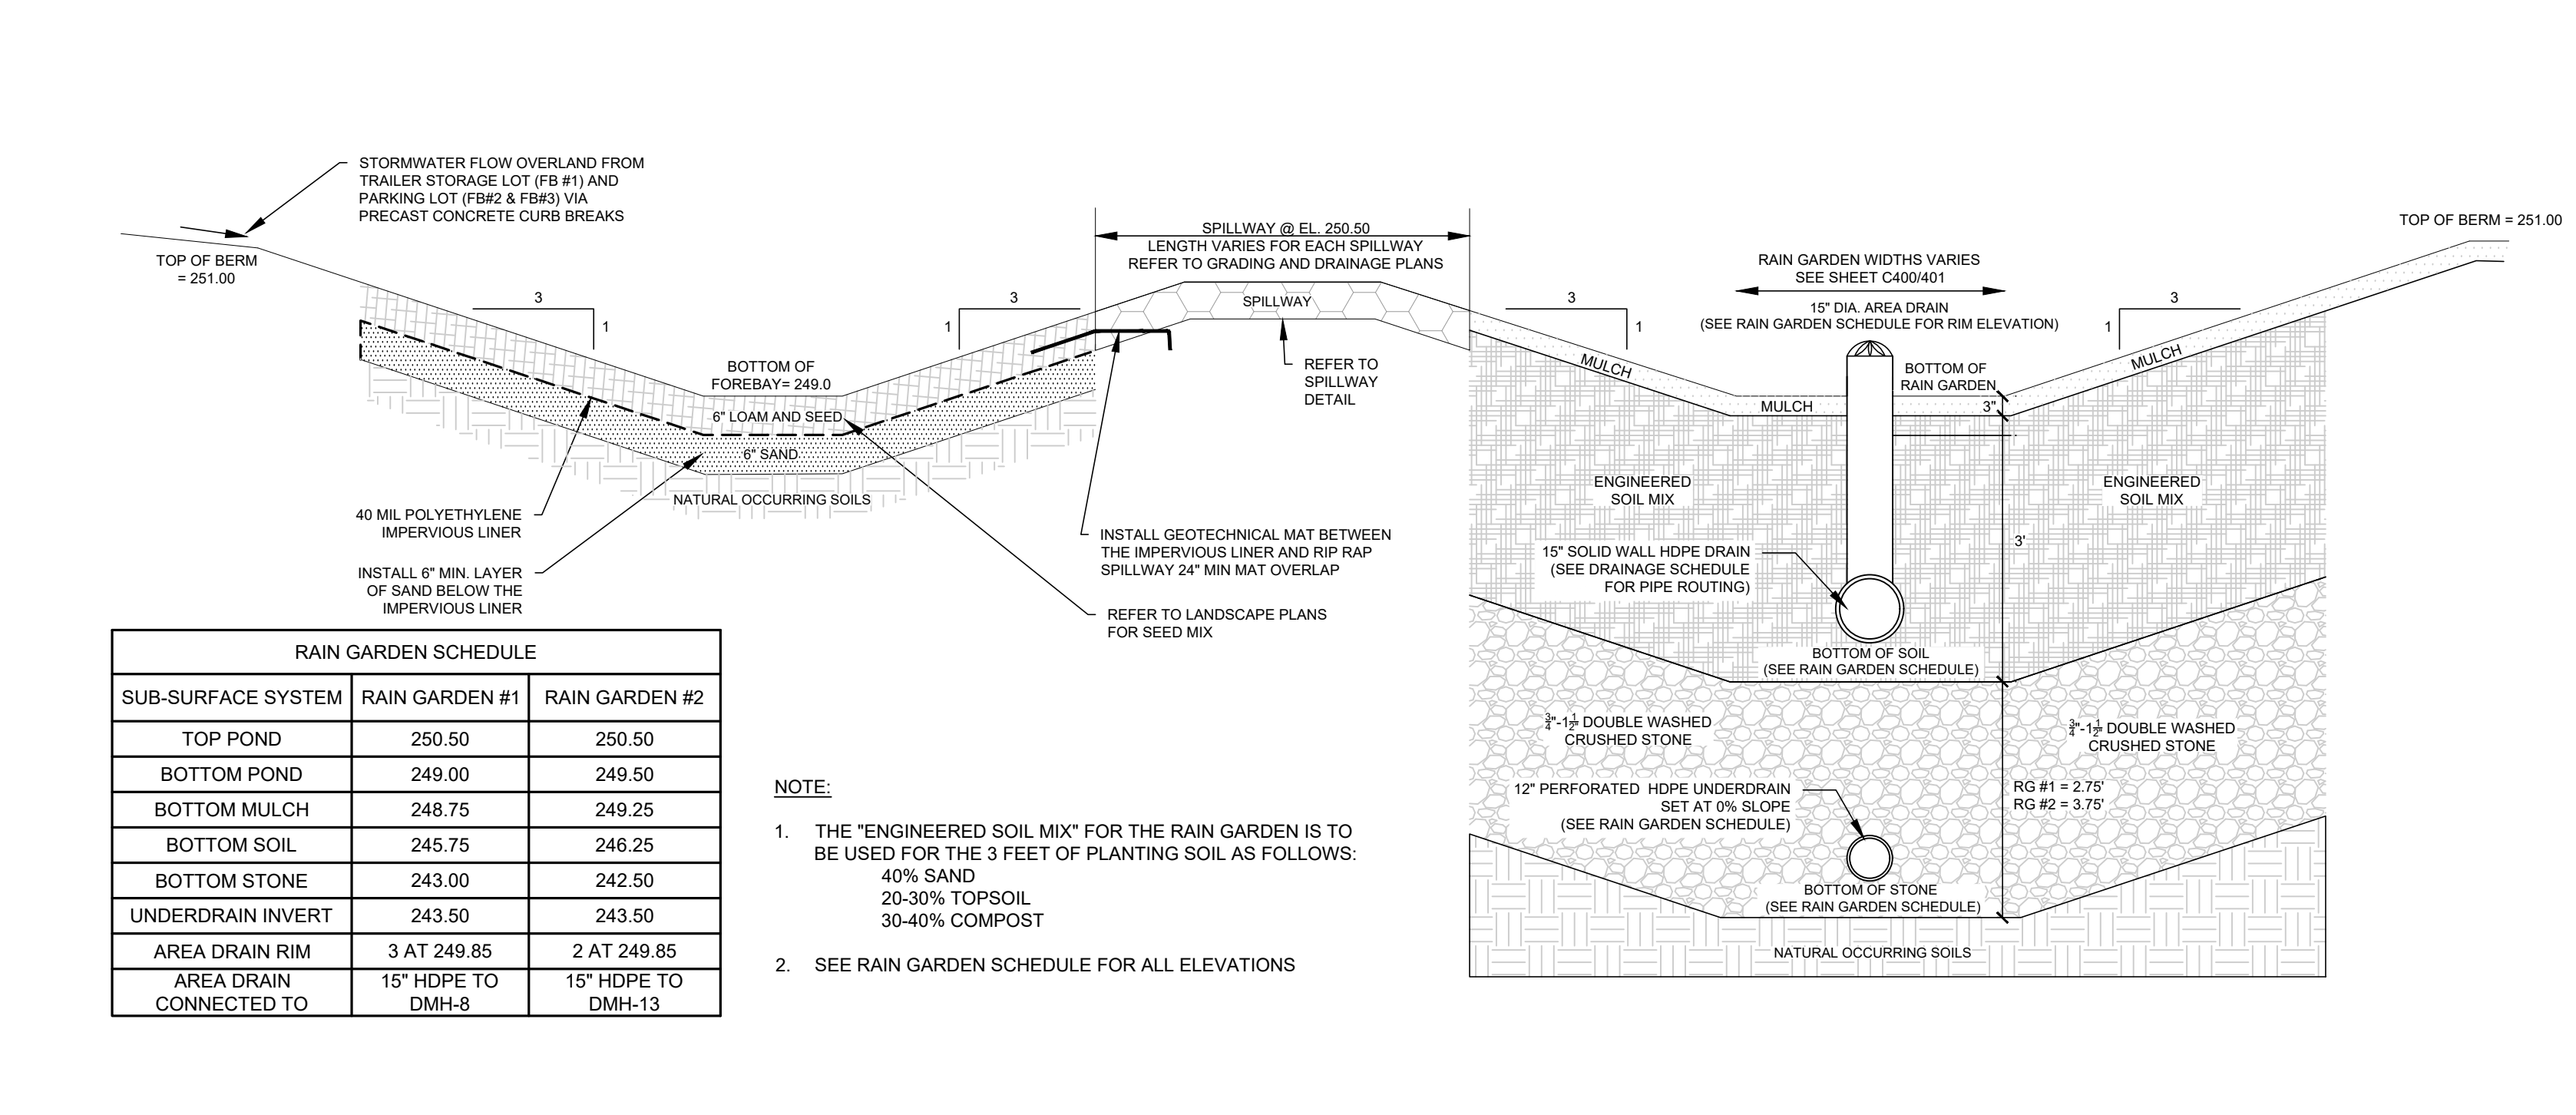 STORMWATER FLOW OVERLAND FROM
TRAILER STORAGE LOT (FB #1) AND
PARKING LOT (FB#2 & FB#3) VIA
PRECAST CONCRETE CURB BREAKS
TOP OF BERM
= 251.00
3
1
BOTTOM OF
FOREBAY= 249.0
6" LOAM AND SEED
6" SAND
NATURAL OCCURRING SOILS
40 MIL POLYETHYLENE
IMPERVIOUS LINER
INSTALL 6" MIN. LAYER
OF SAND BELOW THE
IMPERVIOUS LINER
3
1
SPILLWAY @ EL. 250.50
LENGTH VARIES FOR EACH SPILLWAY
REFER TO GRADING AND DRAINAGE PLANS
SPILLWAY
REFER TO
SPILLWAY
DETAIL
INSTALL GEOTECHNICAL MAT BETWEEN
THE IMPERVIOUS LINER AND RIP RAP
SPILLWAY 24" MIN MAT OVERLAP
REFER TO LANDSCAPE PLANS
FOR SEED MIX
3
1
RAIN GARDEN WIDTHS VARIES
SEE SHEET C400/401
15" DIA. AREA DRAIN
(SEE RAIN GARDEN SCHEDULE FOR RIM ELEVATION)
3
1
TOP OF BERM = 251.00
MULCH
MULCH
MULCH
BOTTOM OF
RAIN GARDEN
3"
ENGINEERED
SOIL MIX
ENGINEERED
SOIL MIX
3'
15" SOLID WALL HDPE DRAIN
(SEE DRAINAGE SCHEDULE
FOR PIPE ROUTING)
BOTTOM OF SOIL
(SEE RAIN GARDEN SCHEDULE)
3/4"-1 1/2" DOUBLE WASHED
CRUSHED STONE
3/4"-1 1/2" DOUBLE WASHED
CRUSHED STONE
12" PERFORATED HDPE UNDERDRAIN
SET AT 0% SLOPE
(SEE RAIN GARDEN SCHEDULE)
RG #1 = 2.75'
RG #2 = 3.75'
BOTTOM OF STONE
(SEE RAIN GARDEN SCHEDULE)
NATURAL OCCURRING SOILS
RAIN GARDEN SCHEDULE
SUB-SURFACE SYSTEM RAIN GARDEN #1 RAIN GARDEN #2
TOP POND 250.50 250.50
BOTTOM POND 249.00 249.50
BOTTOM MULCH 248.75 249.25
BOTTOM SOIL 245.75 246.25
BOTTOM STONE 243.00 242.50
UNDERDRAIN INVERT 243.50 243.50
AREA DRAIN RIM 3 AT 249.85 2 AT 249.85
AREA DRAIN 15" HDPE TO 15" HDPE TO
CONNECTED TO DMH-8 DMH-13
NOTE:
1. THE "ENGINEERED SOIL MIX" FOR THE RAIN GARDEN IS TO
BE USED FOR THE 3 FEET OF PLANTING SOIL AS FOLLOWS:
40% SAND
20-30% TOPSOIL
30-40% COMPOST
2. SEE RAIN GARDEN SCHEDULE FOR ALL ELEVATIONS